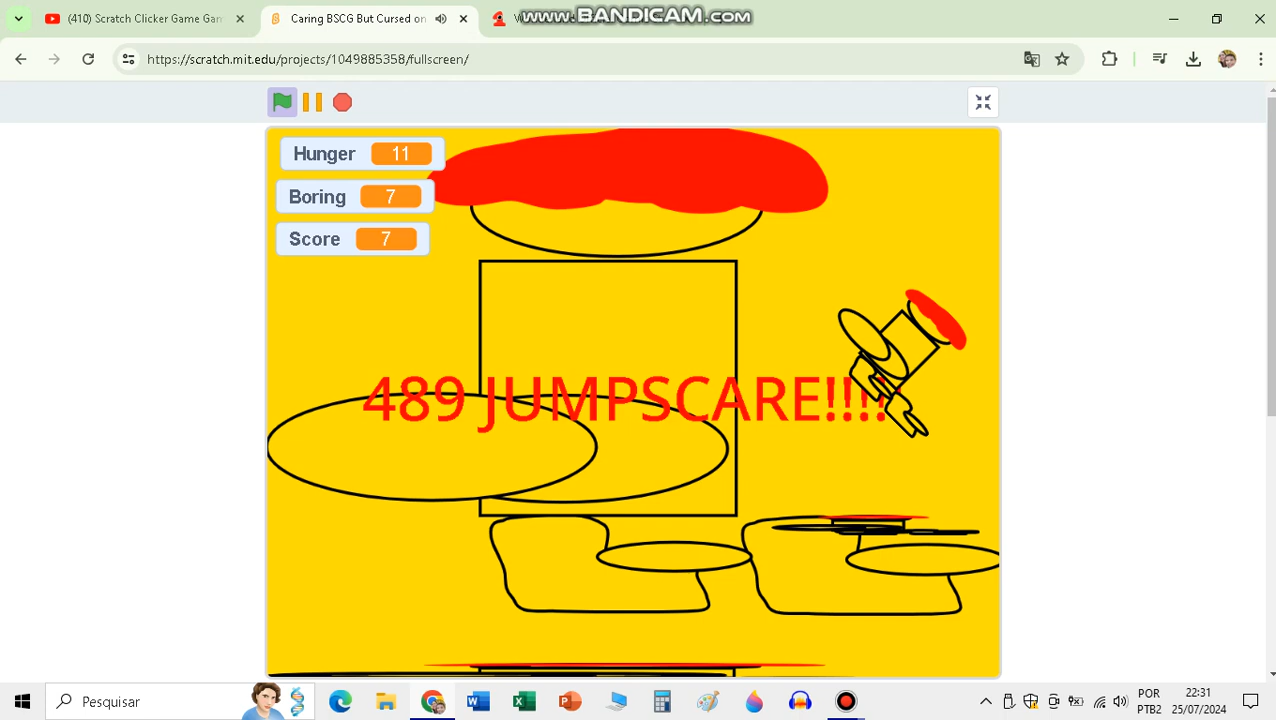 (410) Scratch Clicker Game Gam
Caring BSCG But Cursed on
www.BANDICAM.com
https://scratch.mit.edu/projects/1049885358/fullscreen/
Hunger 11
Boring 7
Score 7
489 JUMPSCARE!!!!
Pesquisar
POR
PTB2
22:31
25/07/2024